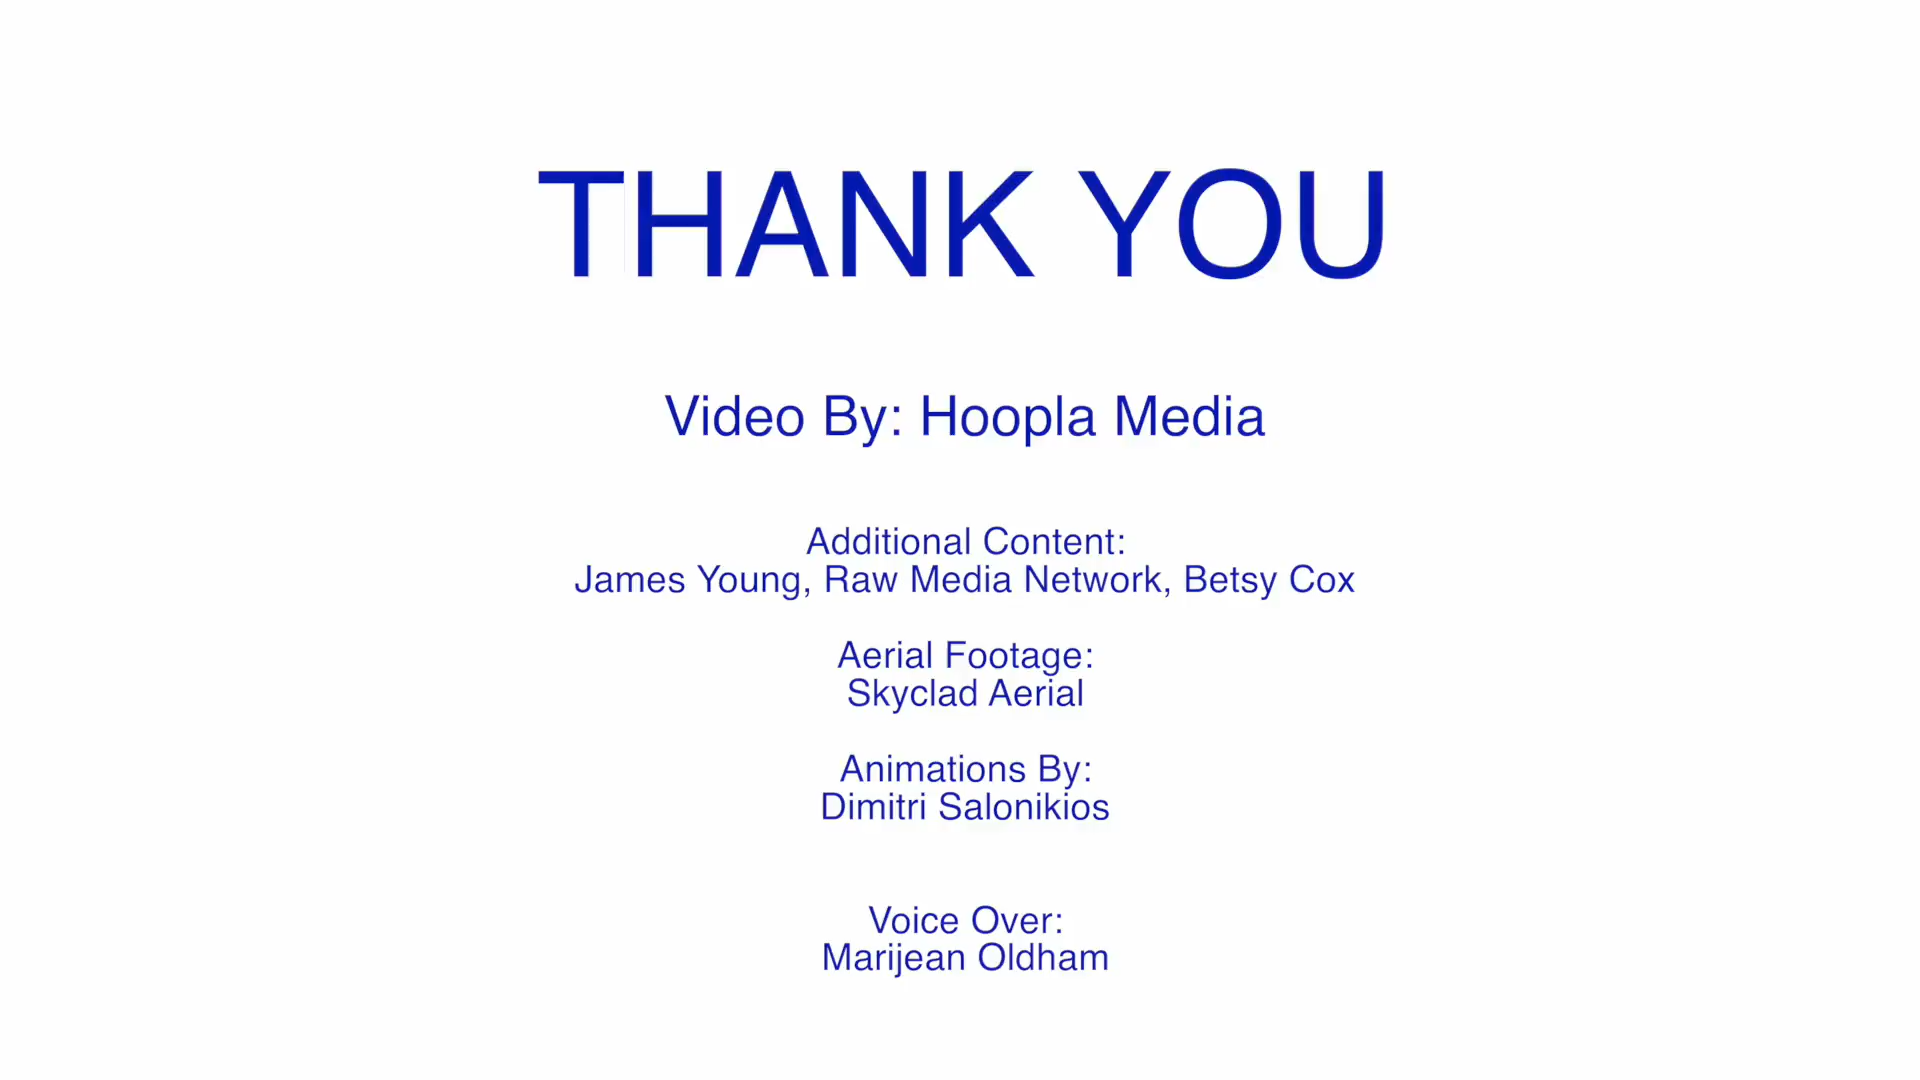 THANK YOU
Video By: Hoopla Media
Additional Content:
James Young, Raw Media Network, Betsy Cox
Aerial Footage:
Skyclad Aerial
Animations By:
Dimitri Salonikios
Voice Over:
Marijean Oldham